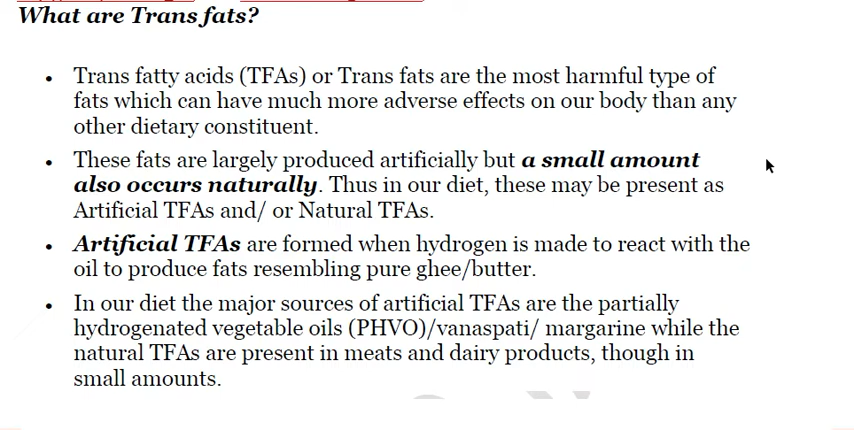 What are Trans fats?
• Trans fatty acids (TFAs) or Trans fats are the most harmful type of
fats which can have much more adverse effects on our body than any
other dietary constituent.
• These fats are largely produced artificially but a small amount
also occurs naturally. Thus in our diet, these may be present as
Artificial TFAs and/ or Natural TFAs.
• Artificial TFAs are formed when hydrogen is made to react with the
oil to produce fats resembling pure ghee/butter.
• In our diet the major sources of artificial TFAs are the partially
hydrogenated vegetable oils (PHVO)/vanaspati/ margarine while the
natural TFAs are present in meats and dairy products, though in
small amounts.